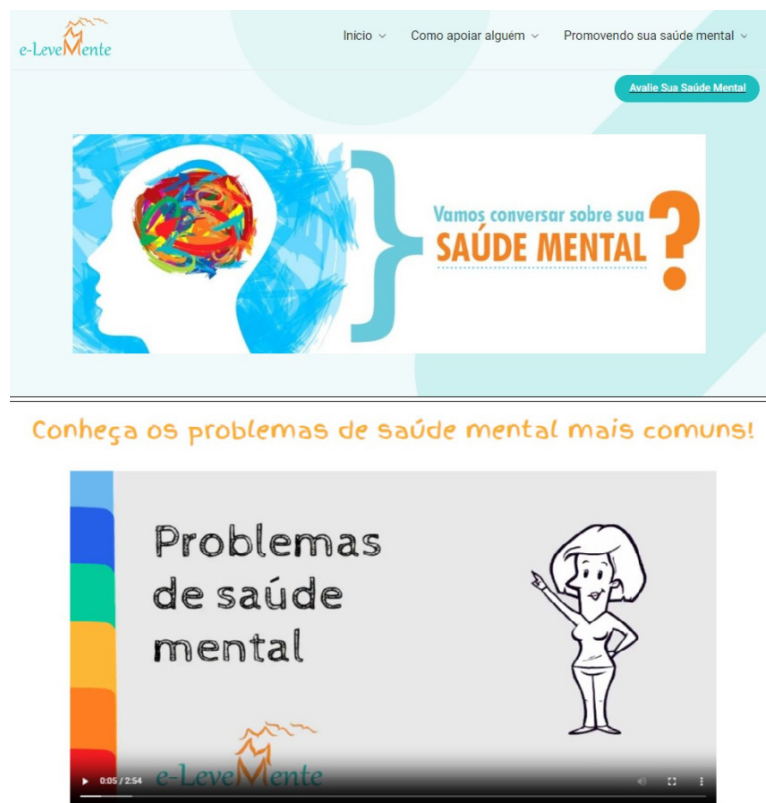 e-LeveMente
Início
Como apoiar alguém
Promovendo sua saúde mental
Avalie Sua Saúde Mental
Vamos conversar sobre sua
SAÚDE MENTAL?
Conheça os problemas de saúde mental mais comuns!
Problemas
de saúde
mental
e-LeveMente
0:05 / 2:54